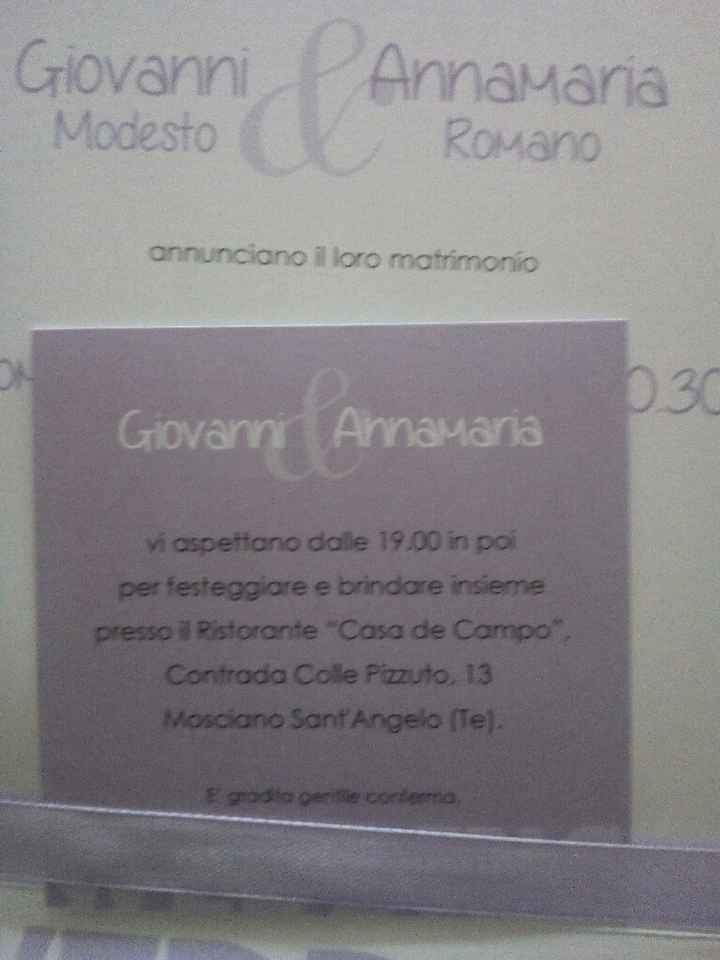 Giovanni & Annamaria
Modesto Romano
annunciano il loro matrimonio
0.30
Giovanni & Annamaria
vi aspettano dalle 19.00 in poi
per festeggiare e brindare insieme
presso il Ristorante "Casa de Campo",
Contrada Colle Pizzuto, 13
Mosciano Sant'Angelo (Te).
E' gradita gentile conferma.